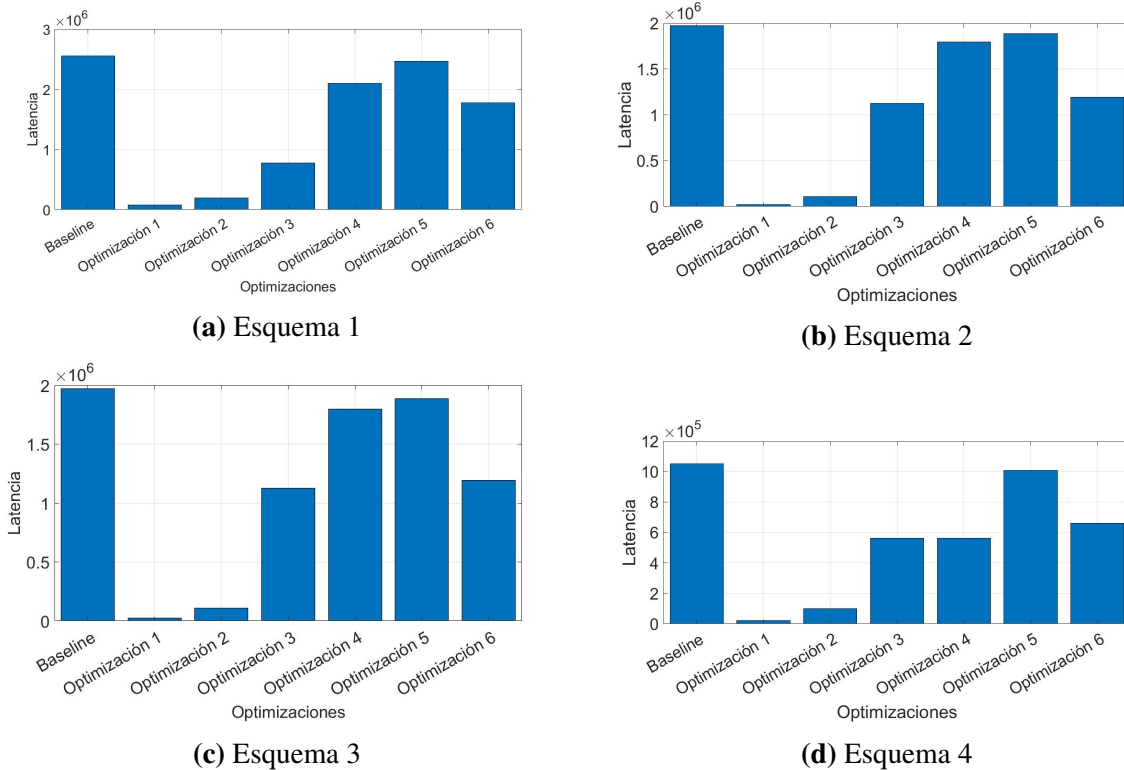 ×10^6
3
2
1
0
Latencia
Baseline
Optimización 1
Optimización 2
Optimización 3
Optimización 4
Optimización 5
Optimización 6
Optimizaciones
(a) Esquema 1
×10^6
2
1.5
1
0.5
0
Latencia
Baseline
Optimización 1
Optimización 2
Optimización 3
Optimización 4
Optimización 5
Optimización 6
Optimizaciones
(b) Esquema 2
×10^6
2
1.5
1
0.5
0
Latencia
Baseline
Optimización 1
Optimización 2
Optimización 3
Optimización 4
Optimización 5
Optimización 6
Optimizaciones
(c) Esquema 3
×10^5
12
10
8
6
4
2
0
Latencia
Baseline
Optimización 1
Optimización 2
Optimización 3
Optimización 4
Optimización 5
Optimización 6
Optimizaciones
(d) Esquema 4